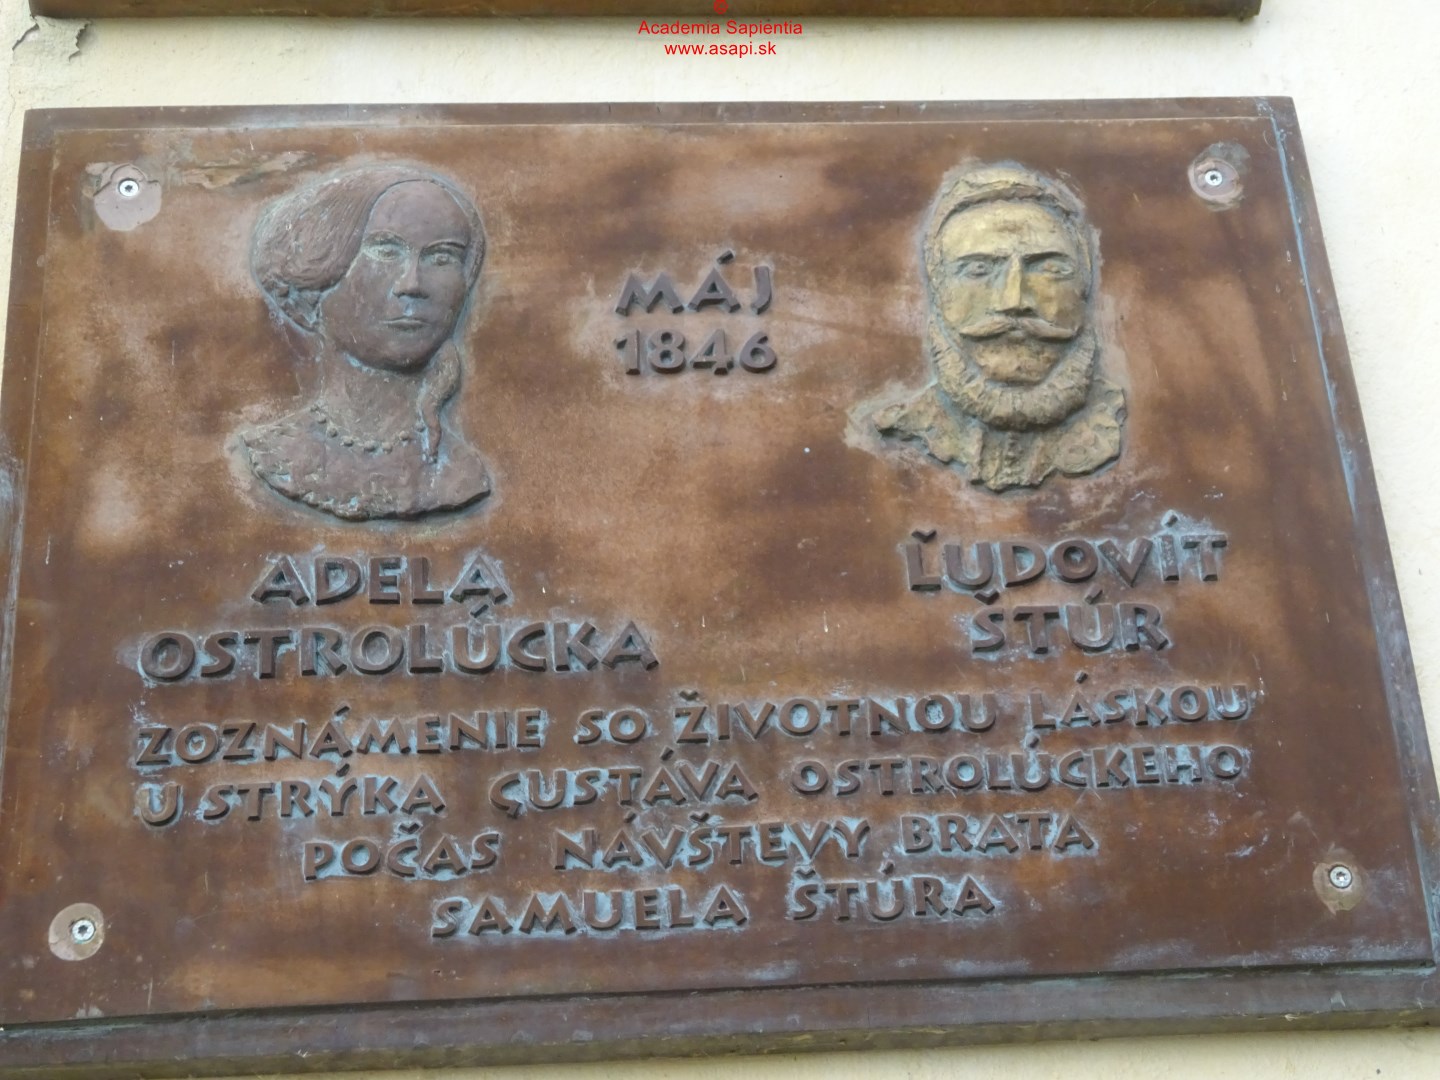 ©
Academia Sapientia
www.asapi.sk
MÁJ
1846
ADELA
OSTROLÚCKA
ĽUDOVÍT
ŠTÚR
ZOZNÁMENIE SO ŽIVOTNOU LÁSKOU
U STRÝKA GUSTÁVA OSTROLÚCKEHO
POČAS NÁVŠTEVY BRATA
SAMUELA ŠTÚRA